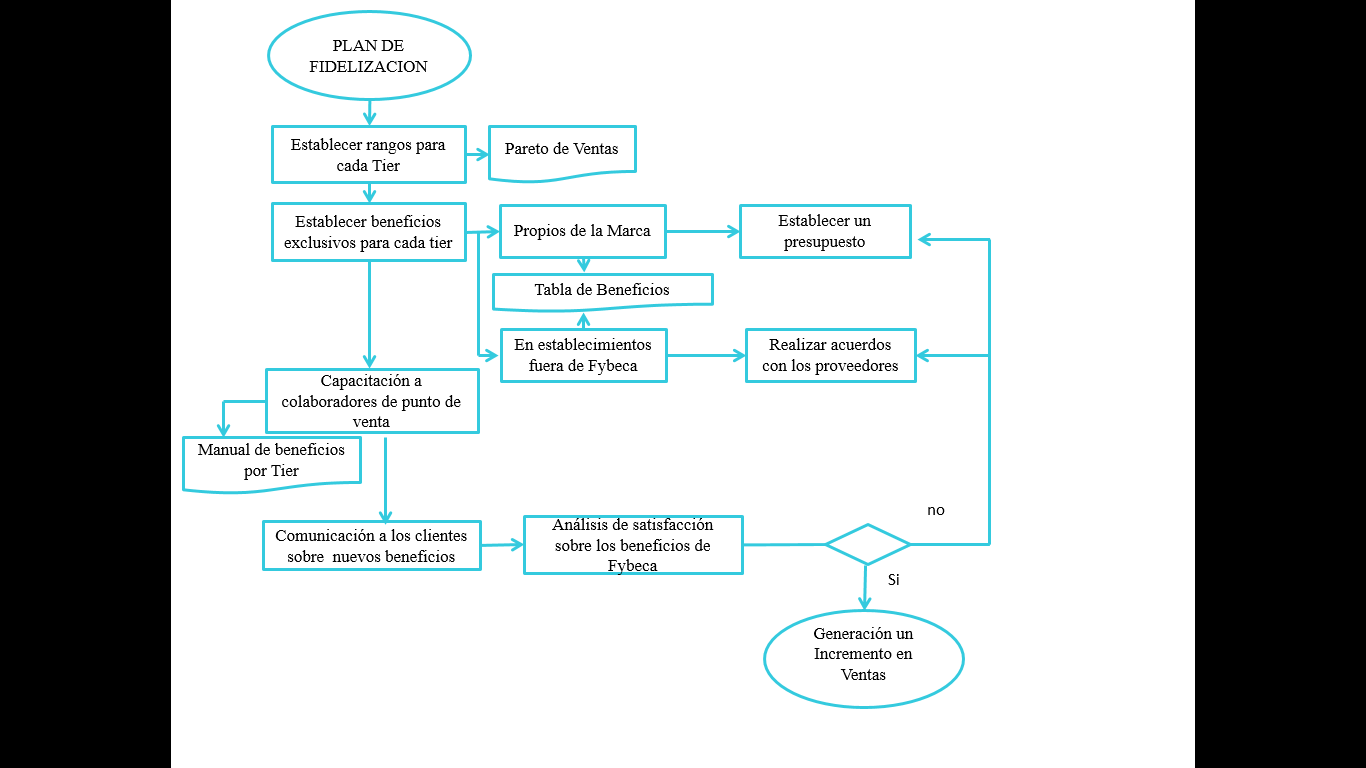 PLAN DE
FIDELIZACION
Establecer rangos para
cada Tier
Pareto de Ventas
Establecer beneficios
exclusivos para cada tier
Propios de la Marca
Establecer un
presupuesto
Tabla de Beneficios
En establecimientos
fuera de Fybeca
Realizar acuerdos
con los proveedores
Capacitación a
colaboradores de punto de
venta
Manual de beneficios
por Tier
Comunicación a los clientes
sobre  nuevos beneficios
Análisis de satisfacción
sobre los beneficios de
Fybeca
no
Si
Generación un
Incremento en
Ventas